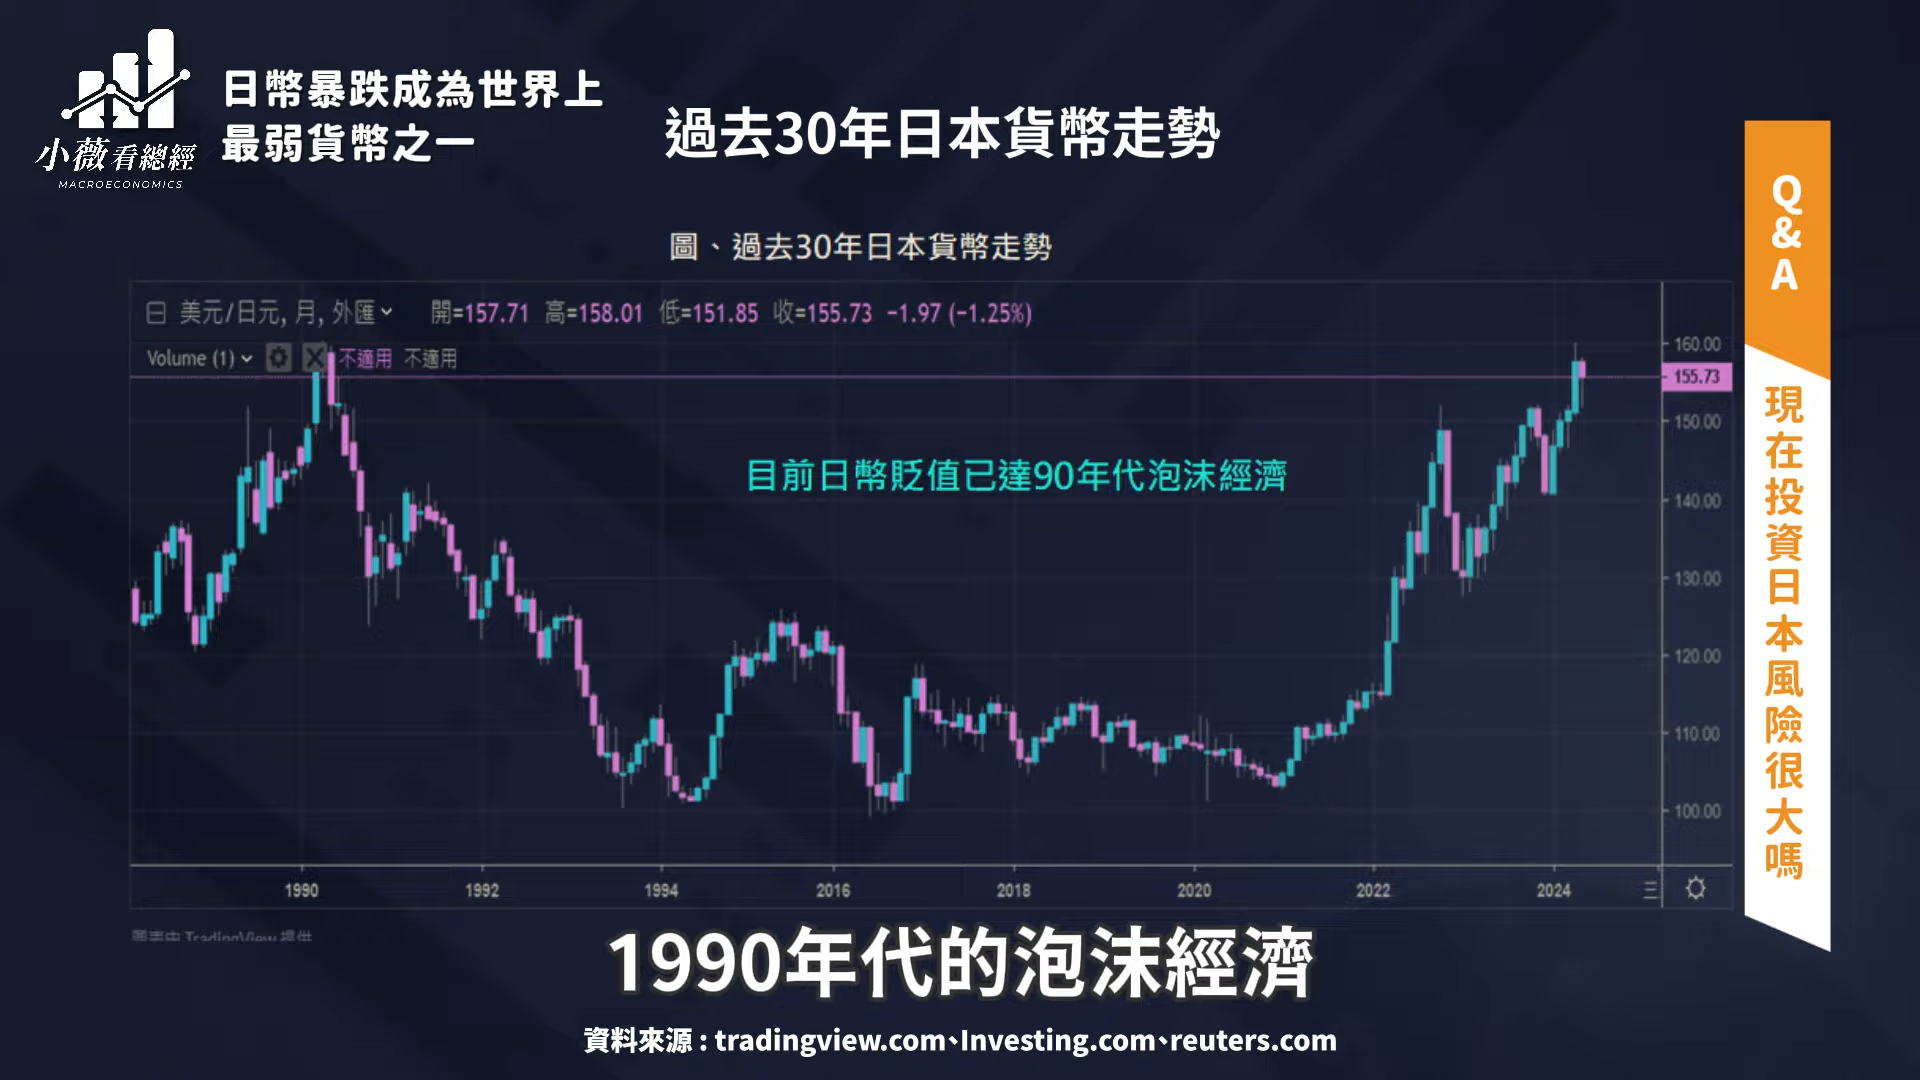 小薇看總經
MACROECONOMICS
日幣暴跌成為世界上
最弱貨幣之一
過去30年日本貨幣走勢
圖、過去30年日本貨幣走勢
美元/日元, 月, 外匯 開=157.71 高=158.01 低=151.85 收=155.73 −1.97 (−1.25%)
Volume (1) 不適用 不適用
160.00
155.73
150.00
140.00
130.00
120.00
110.00
100.00
目前日幣貶值已達90年代泡沫經濟
1990 1992 1994 2016 2018 2020 2022 2024
圖表由 TradingView 提供
Q&A
現在投資日本風險很大嗎
1990年代的泡沫經濟
資料來源 : tradingview.com、Investing.com、reuters.com